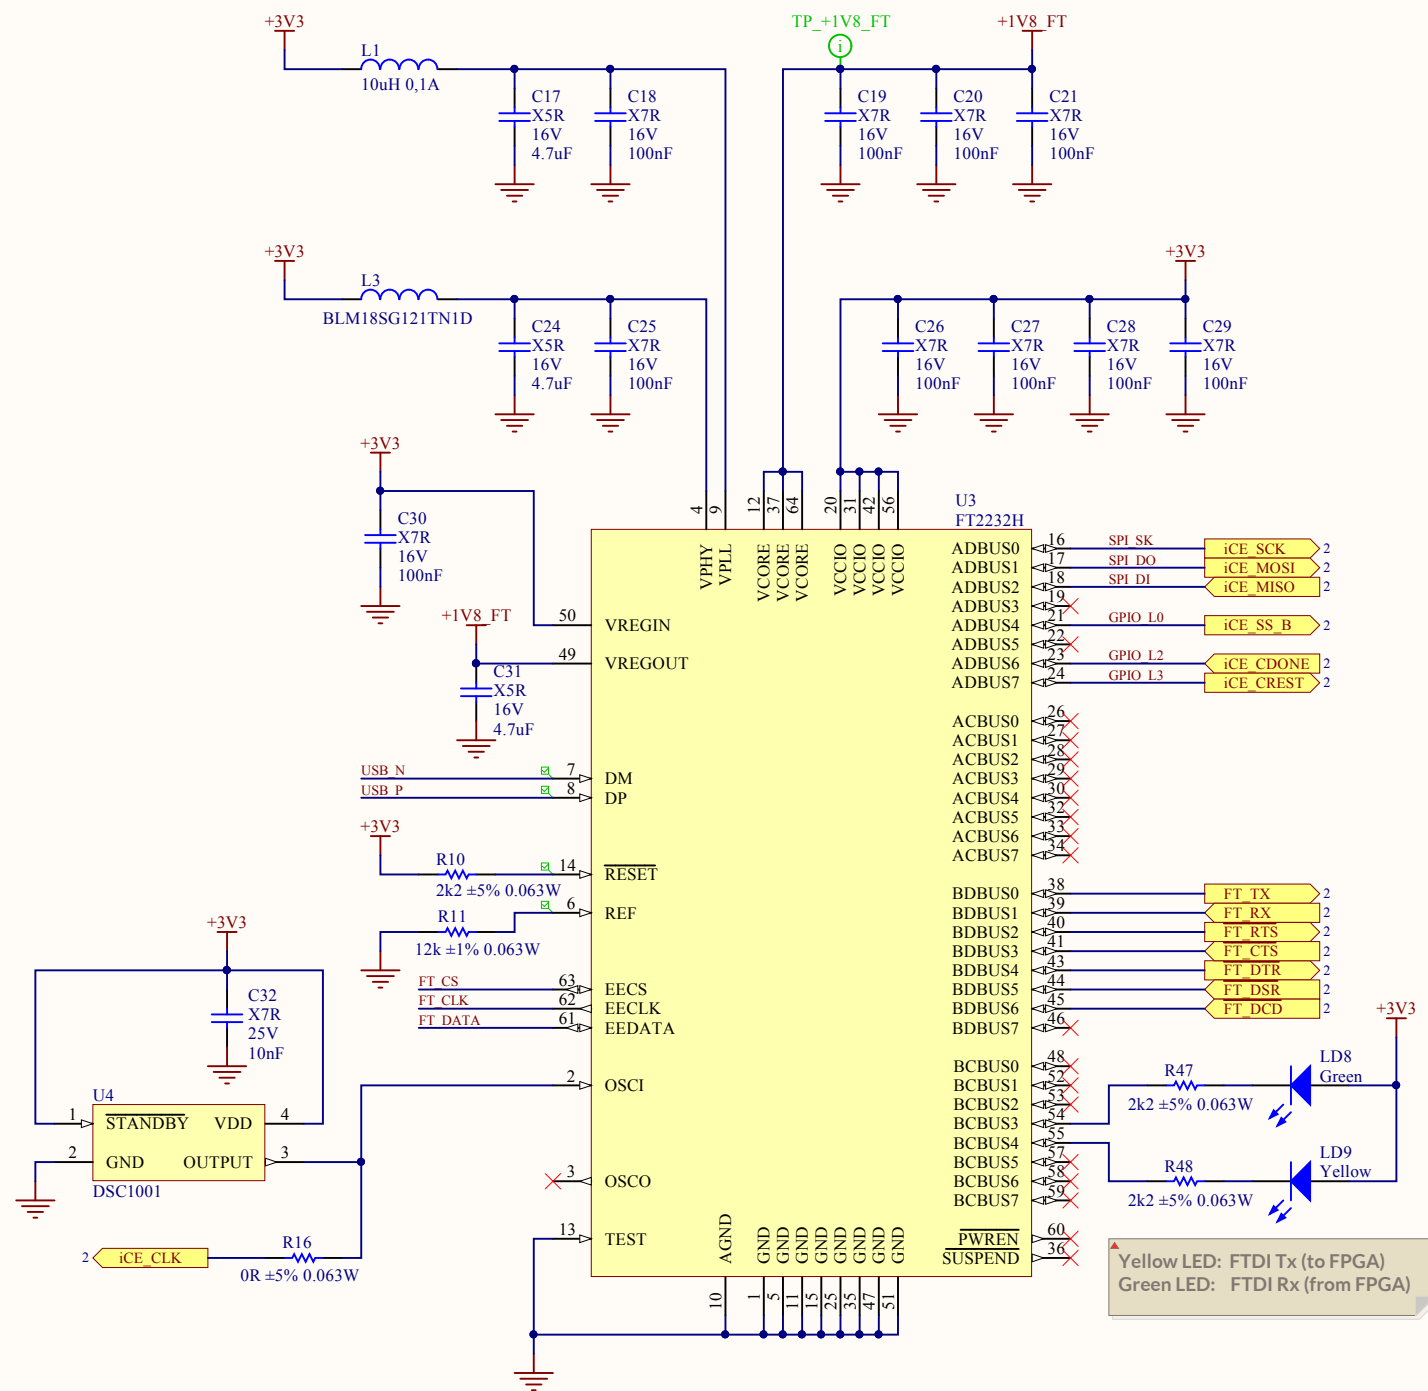 +3V3
L1
10uH 0,1A
C17
X5R
16V
4.7uF
C18
X7R
16V
100nF
TP_+1V8_FT
i
+1V8_FT
C19
X7R
16V
100nF
C20
X7R
16V
100nF
C21
X7R
16V
100nF
+3V3
L3
BLM18SG121TN1D
C24
X5R
16V
4.7uF
C25
X7R
16V
100nF
+3V3
C26
X7R
16V
100nF
C27
X7R
16V
100nF
C28
X7R
16V
100nF
C29
X7R
16V
100nF
+3V3
C30
X7R
16V
100nF
+1V8_FT
C31
X5R
16V
4.7uF
U3
FT2232H
4 VPHY
9 VPLL
12 VCORE
37 VCORE
64 VCORE
20 VCCIO
31 VCCIO
42 VCCIO
56 VCCIO
50 VREGIN
49 VREGOUT
USB_N 7 DM
USB_P 8 DP
+3V3
R10
2k2 ±5% 0.063W
14 RESET
R11
12k ±1% 0.063W
6 REF
FT_CS 63 EECS
FT_CLK 62 EECLK
FT_DATA 61 EEDATA
2 OSCI
3 OSCO
13 TEST
ADBUS0 16 SPI_SK iCE_SCK 2
ADBUS1 17 SPI_DO iCE_MOSI 2
ADBUS2 18 SPI_DI iCE_MISO 2
ADBUS3 19
ADBUS4 21 GPIO_L0 iCE_SS_B 2
ADBUS5 22
ADBUS6 23 GPIO_L2 iCE_CDONE 2
ADBUS7 24 GPIO_L3 iCE_CREST 2
ACBUS0 26
ACBUS1 27
ACBUS2 28
ACBUS3 29
ACBUS4 30
ACBUS5 32
ACBUS6 33
ACBUS7 34
BDBUS0 38 FT_TX 2
BDBUS1 39 FT_RX 2
BDBUS2 40 FT_RTS 2
BDBUS3 41 FT_CTS 2
BDBUS4 43 FT_DTR 2
BDBUS5 44 FT_DSR 2
BDBUS6 45 FT_DCD 2
BDBUS7 46
BCBUS0 48
BCBUS1 52
BCBUS2 53
BCBUS3 54
BCBUS4 55
BCBUS5 57
BCBUS6 58
BCBUS7 59
PWREN 60
SUSPEND 36
AGND 10
GND 1
GND 5
GND 11
GND 15
GND 25
GND 35
GND 47
GND 51
+3V3
C32
X7R
25V
10nF
U4
1 STANDBY VDD 4
2 GND OUTPUT 3
DSC1001
2 iCE_CLK
R16
0R ±5% 0.063W
+3V3
R47
2k2 ±5% 0.063W
LD8
Green
R48
2k2 ±5% 0.063W
LD9
Yellow
Yellow LED: FTDI Tx (to FPGA)
Green LED: FTDI Rx (from FPGA)